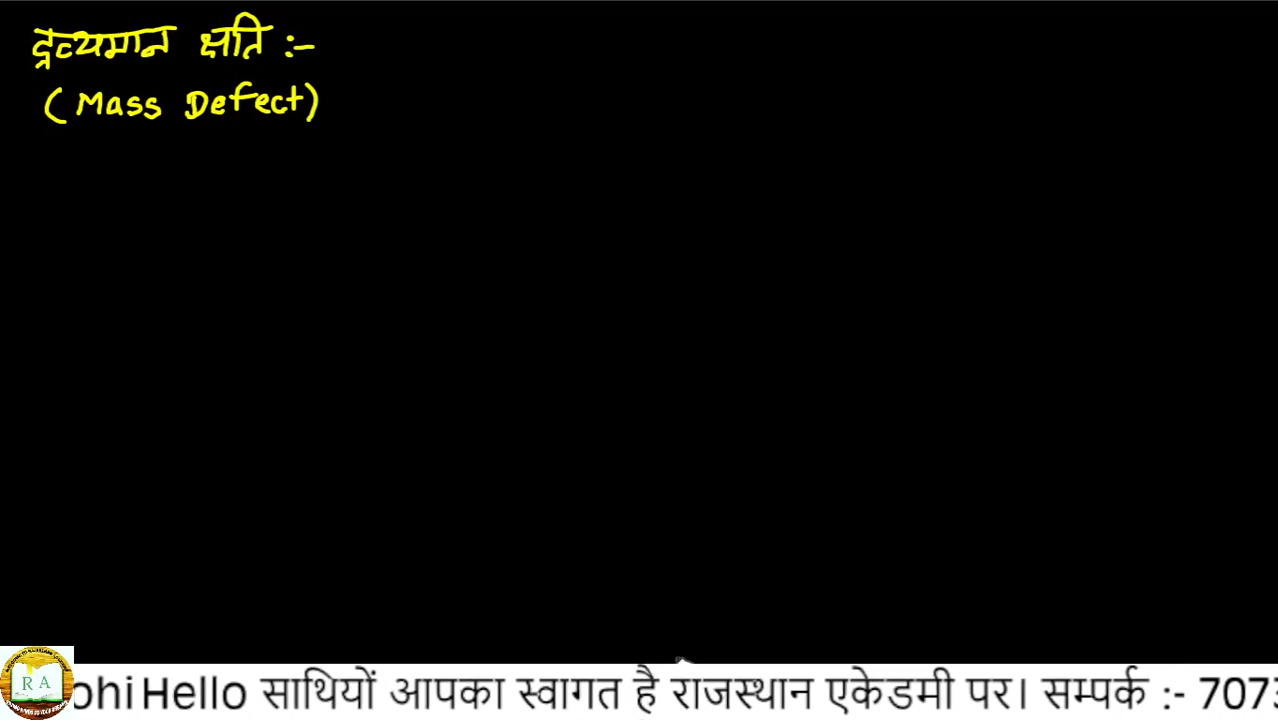 द्रव्यमान क्षति :-
(Mass Defect)
R A
ohi Hello साथियों आपका स्वागत है राजस्थान एकेडमी पर। सम्पर्क :- 707